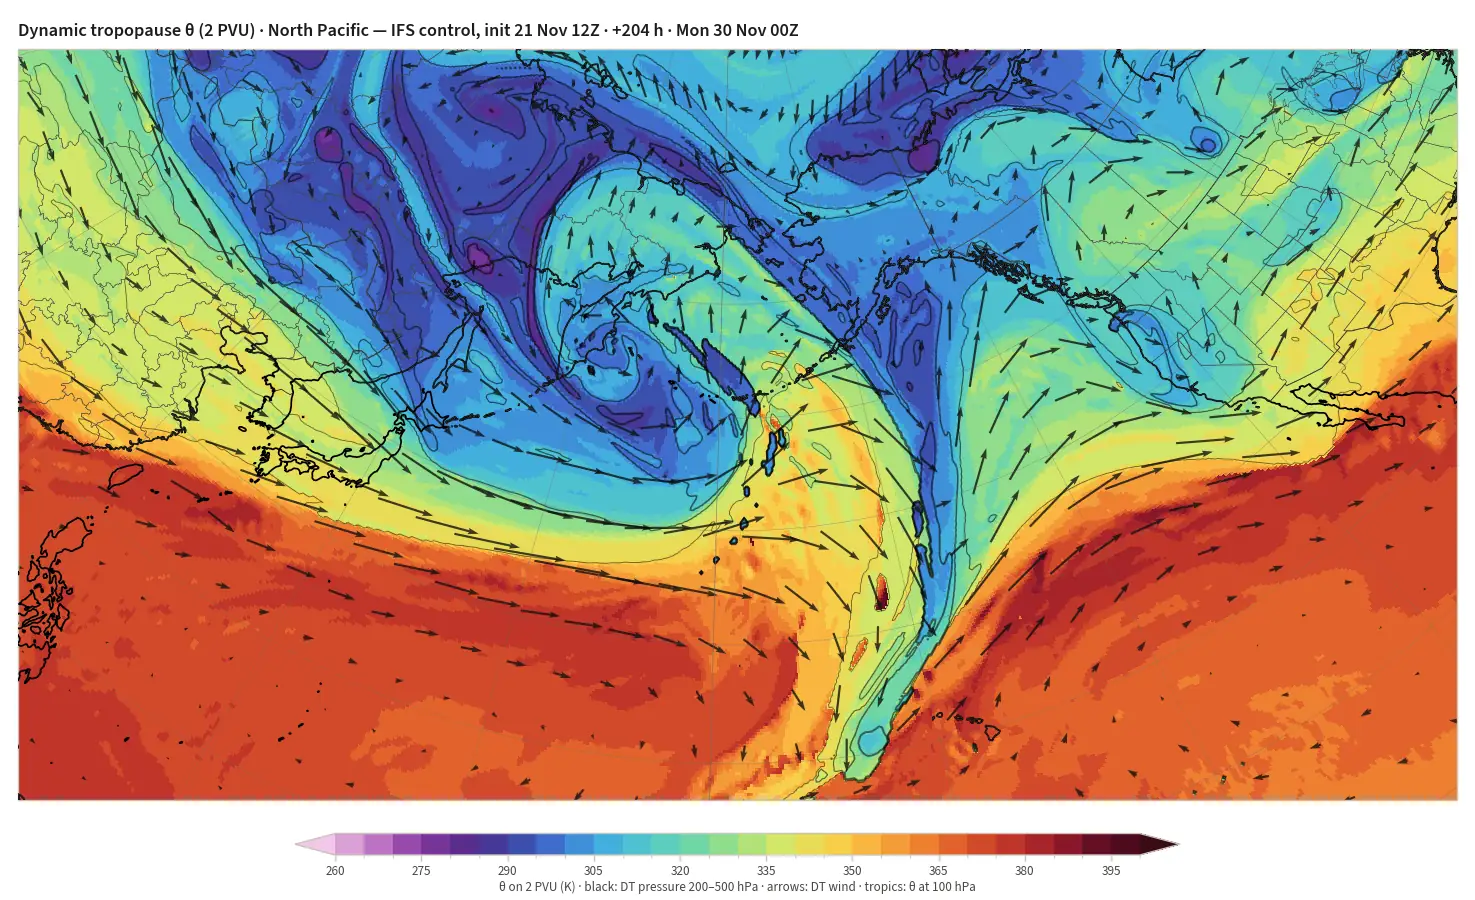 Dynamic tropopause θ (2 PVU) · North Pacific — IFS control, init 21 Nov 12Z · +204 h · Mon 30 Nov 00Z
260 275 290 305 320 335 350 365 380 395
θ on 2 PVU (K) · black: DT pressure 200–500 hPa · arrows: DT wind · tropics: θ at 100 hPa